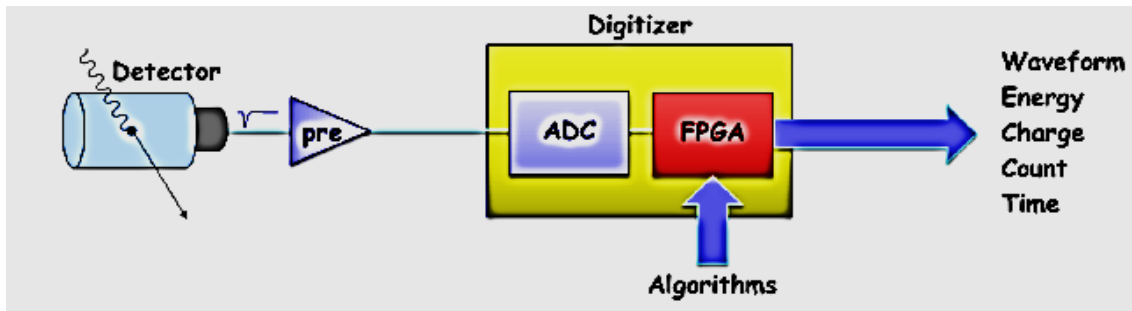 Digitizer
Detector
pre
ADC
FPGA
Algorithms
Waveform
Energy
Charge
Count
Time